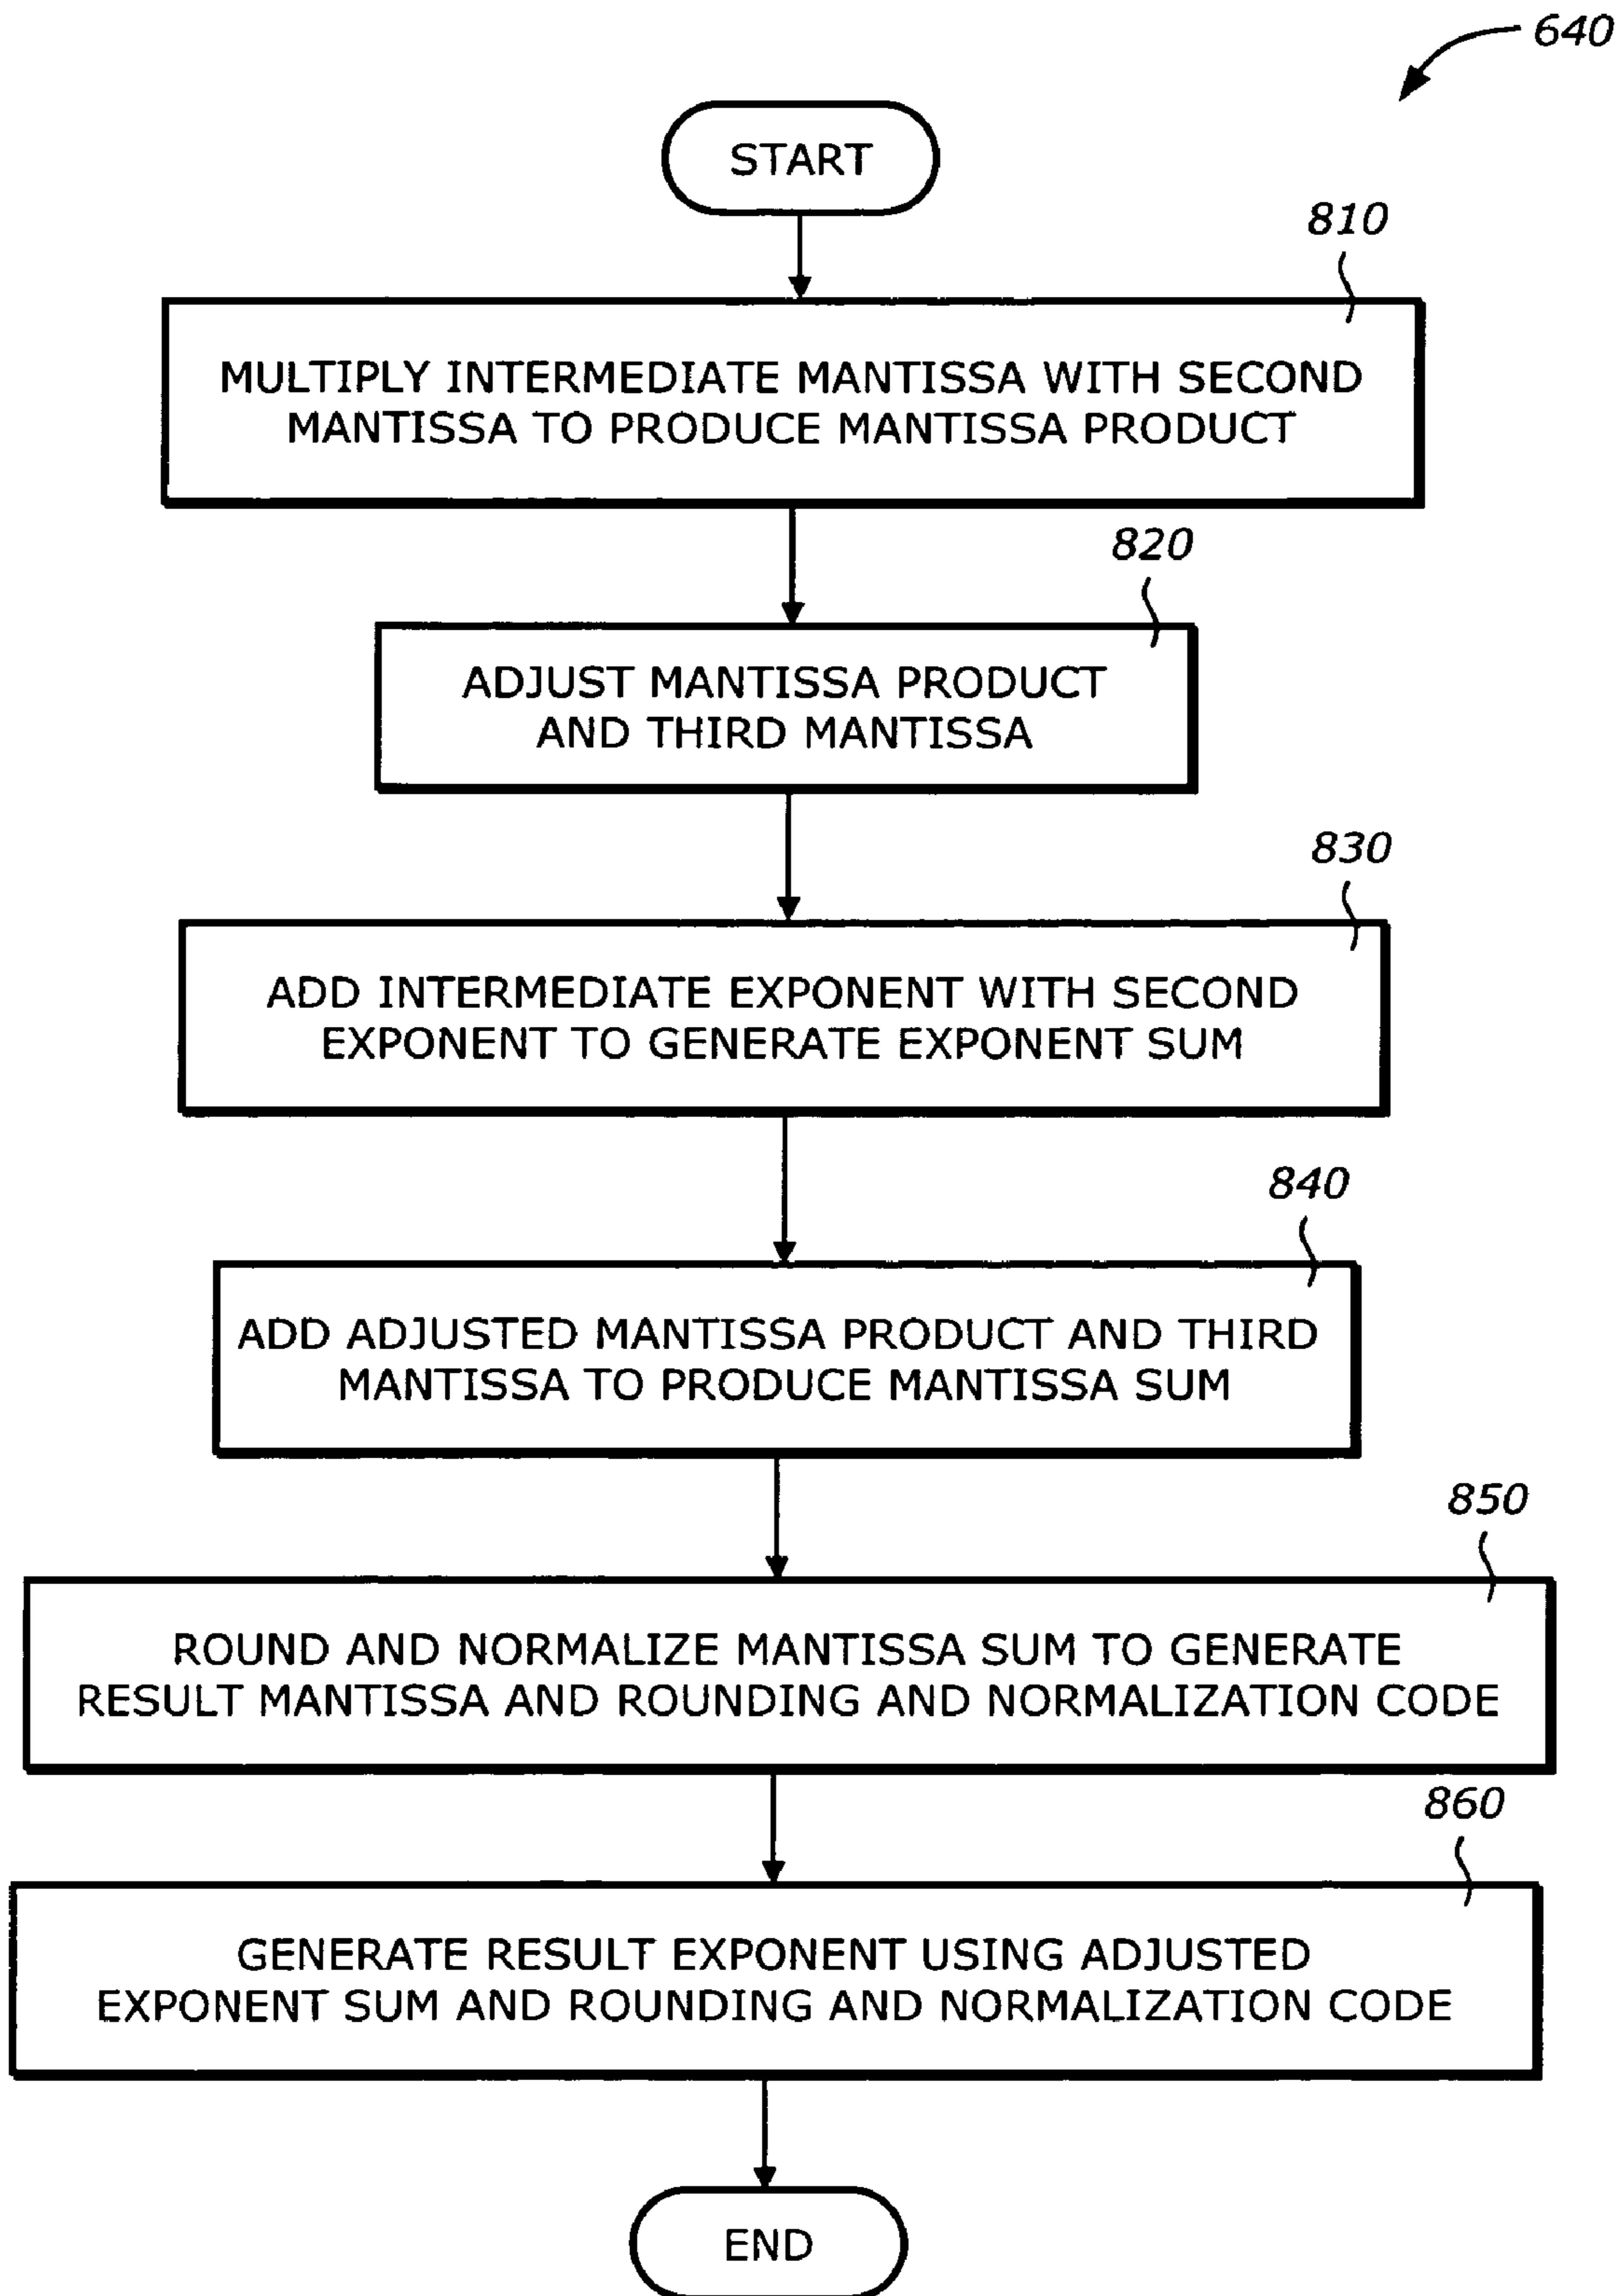 640
START
810
MULTIPLY INTERMEDIATE MANTISSA WITH SECOND
MANTISSA TO PRODUCE MANTISSA PRODUCT
820
ADJUST MANTISSA PRODUCT
AND THIRD MANTISSA
830
ADD INTERMEDIATE EXPONENT WITH SECOND
EXPONENT TO GENERATE EXPONENT SUM
840
ADD ADJUSTED MANTISSA PRODUCT AND THIRD
MANTISSA TO PRODUCE MANTISSA SUM
850
ROUND AND NORMALIZE MANTISSA SUM TO GENERATE
RESULT MANTISSA AND ROUNDING AND NORMALIZATION CODE
860
GENERATE RESULT EXPONENT USING ADJUSTED
EXPONENT SUM AND ROUNDING AND NORMALIZATION CODE
END